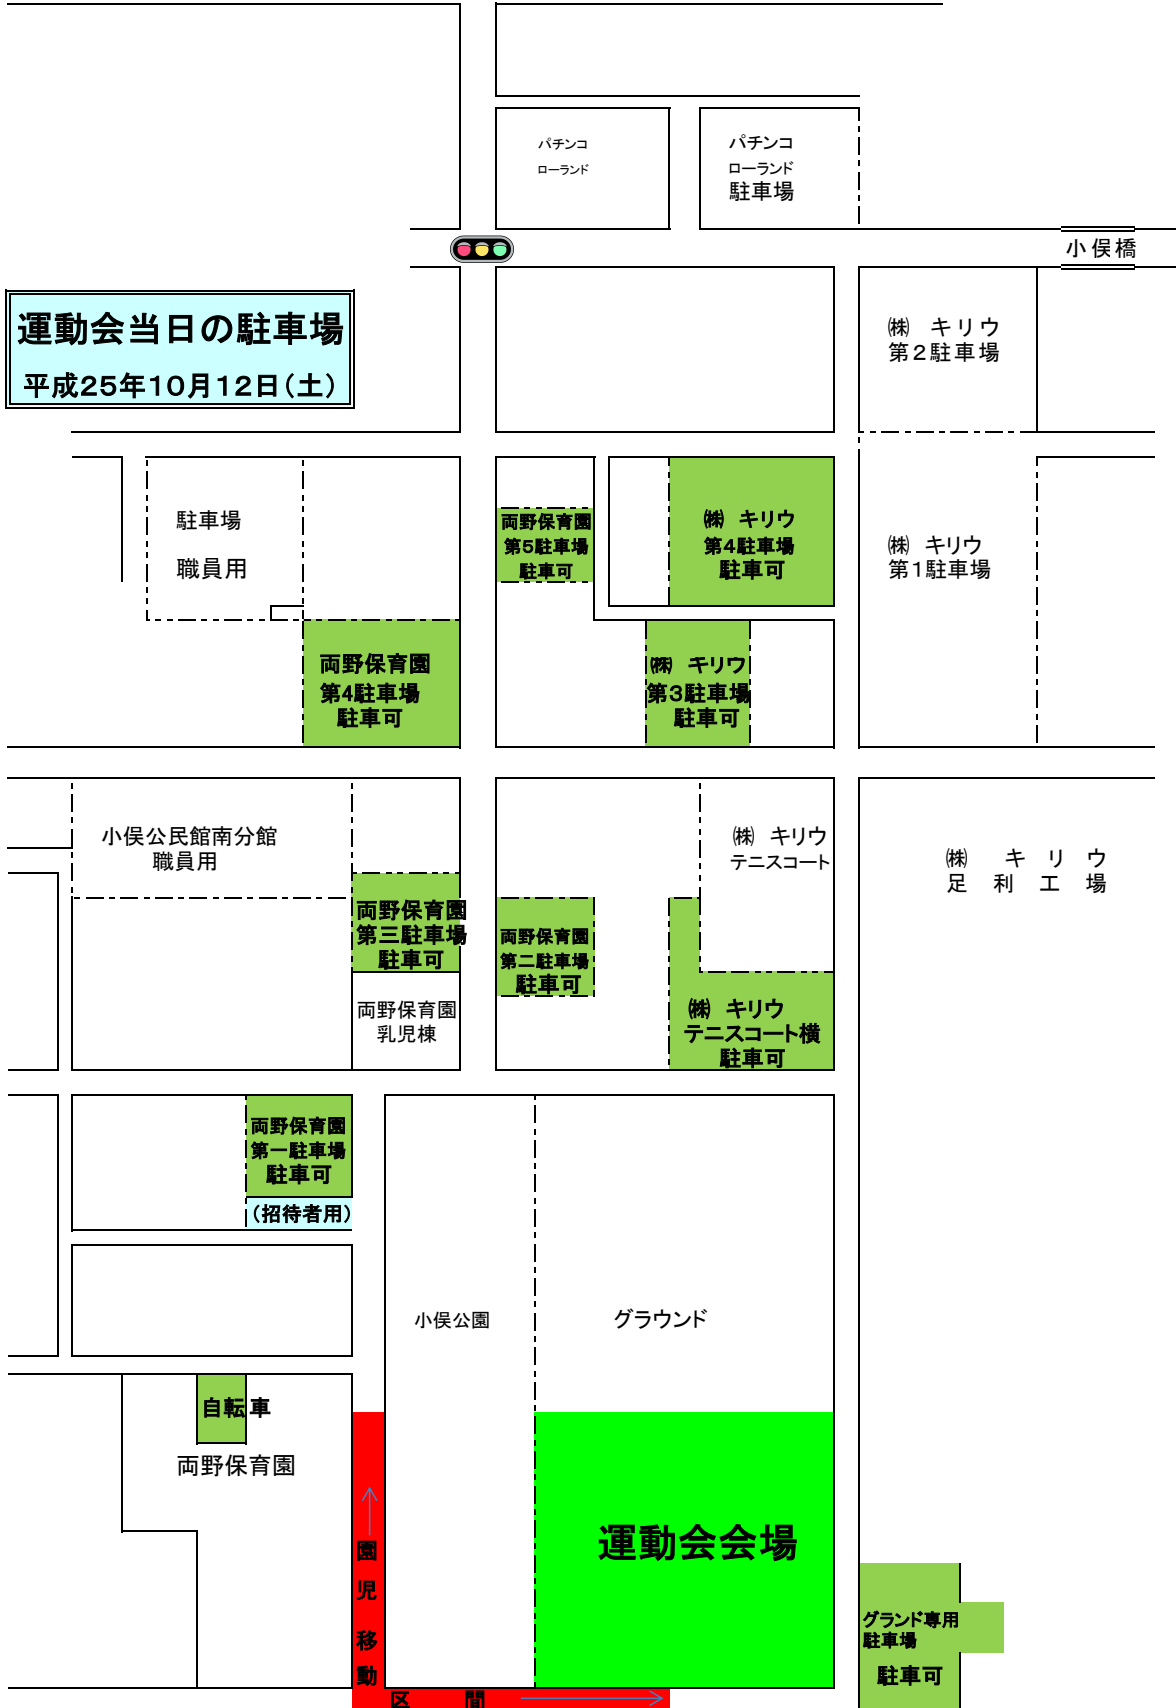 パチンコ
ローランド
パチンコ
ローランド
駐車場
小俣橋
運動会当日の駐車場
平成25年10月12日(土)
㈱ キリウ
第2駐車場
駐車場
職員用
両野保育園
第5駐車場
駐車可
㈱ キリウ
第4駐車場
駐車可
㈱ キリウ
第1駐車場
両野保育園
第4駐車場
駐車可
㈱ キリウ
第3駐車場
駐車可
小俣公民館南分館
職員用
㈱ キリウ
テニスコート
㈱ キ リ ウ
足 利 工 場
両野保育園
第三駐車場
駐車可
両野保育園
第二駐車場
駐車可
両野保育園
乳児棟
㈱ キリウ
テニスコート横
駐車可
両野保育園
第一駐車場
駐車可
(招待者用)
小俣公園
グラウンド
自転車
両野保育園
運動会会場
園児移動
区 間
グランド専用
駐車場
駐車可